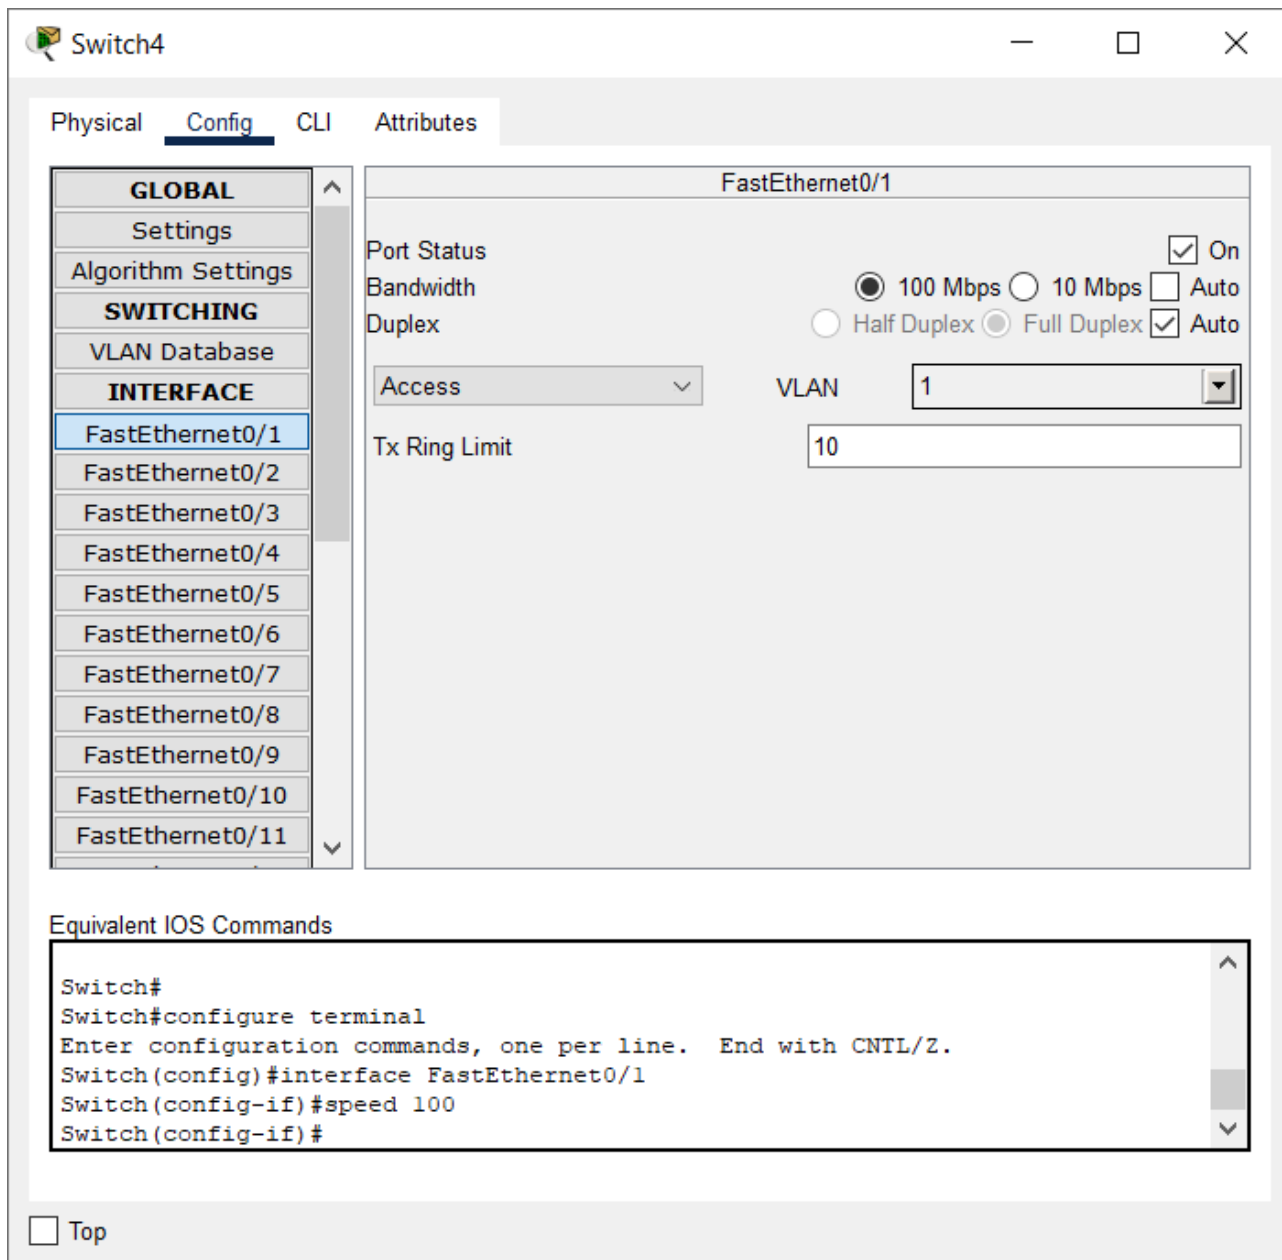 Switch4
Physical Config CLI Attributes
GLOBAL
Settings
Algorithm Settings
SWITCHING
VLAN Database
INTERFACE
FastEthernet0/1
FastEthernet0/2
FastEthernet0/3
FastEthernet0/4
FastEthernet0/5
FastEthernet0/6
FastEthernet0/7
FastEthernet0/8
FastEthernet0/9
FastEthernet0/10
FastEthernet0/11
FastEthernet0/1
Port Status On
Bandwidth 100 Mbps 10 Mbps Auto
Duplex Half Duplex Full Duplex Auto
Access VLAN 1
Tx Ring Limit 10
Equivalent IOS Commands
Switch#
Switch#configure terminal
Enter configuration commands, one per line. End with CNTL/Z.
Switch(config)#interface FastEthernet0/1
Switch(config-if)#speed 100
Switch(config-if)#
Top